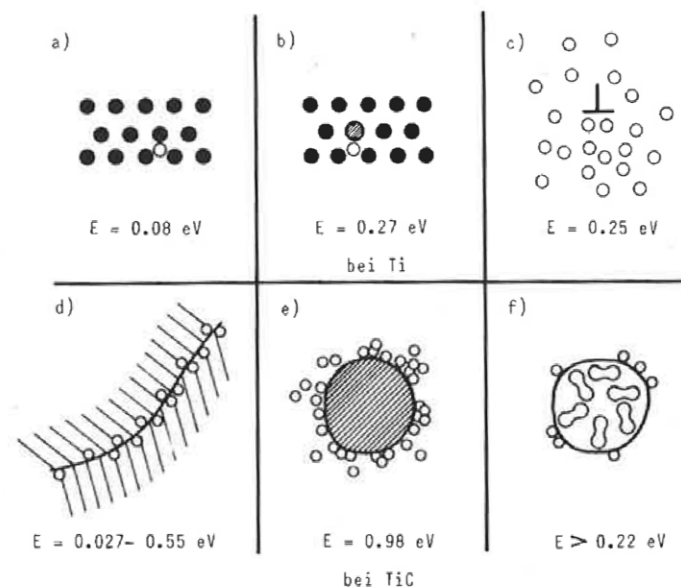 a)
b)
c)
E = 0.08 eV
E = 0.27 eV
E = 0.25 eV
bei Ti
d)
e)
f)
E = 0.027- 0.55 eV
E = 0.98 eV
E > 0.22 eV
bei TiC